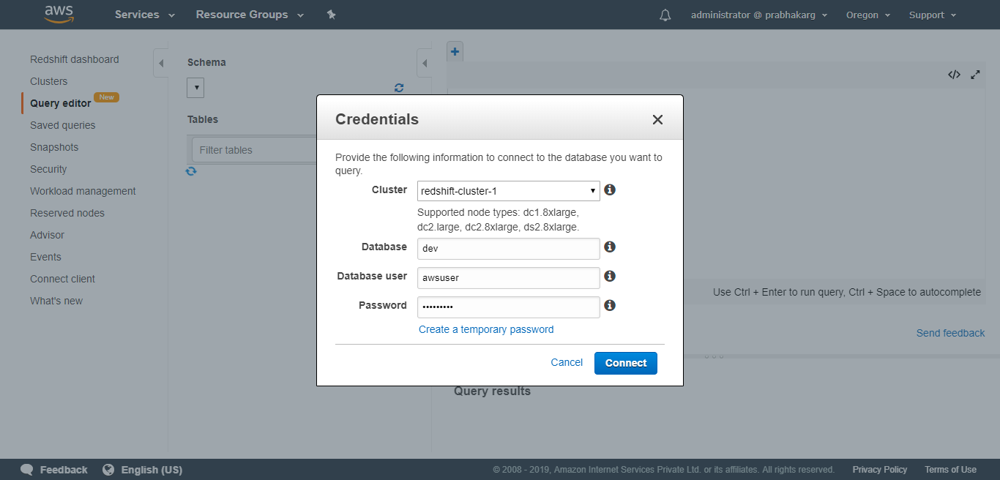 aws
Services
Resource Groups
administrator @ prabhakarg
Oregon
Support
Redshift dashboard
Clusters
Query editor New
Saved queries
Snapshots
Security
Workload management
Reserved nodes
Advisor
Events
Connect client
What's new
Schema
Tables
Filter tables
Credentials
Provide the following information to connect to the database you want to
query.
Cluster redshift-cluster-1
Supported node types: dc1.8xlarge,
dc2.large, dc2.8xlarge, ds2.8xlarge.
Database dev
Database user awsuser
Password •••••••••
Create a temporary password
Cancel Connect
Use Ctrl + Enter to run query, Ctrl + Space to autocomplete
Send feedback
Query results
Feedback English (US)
© 2008 - 2019, Amazon Internet Services Private Ltd. or its affiliates. All rights reserved. Privacy Policy Terms of Use